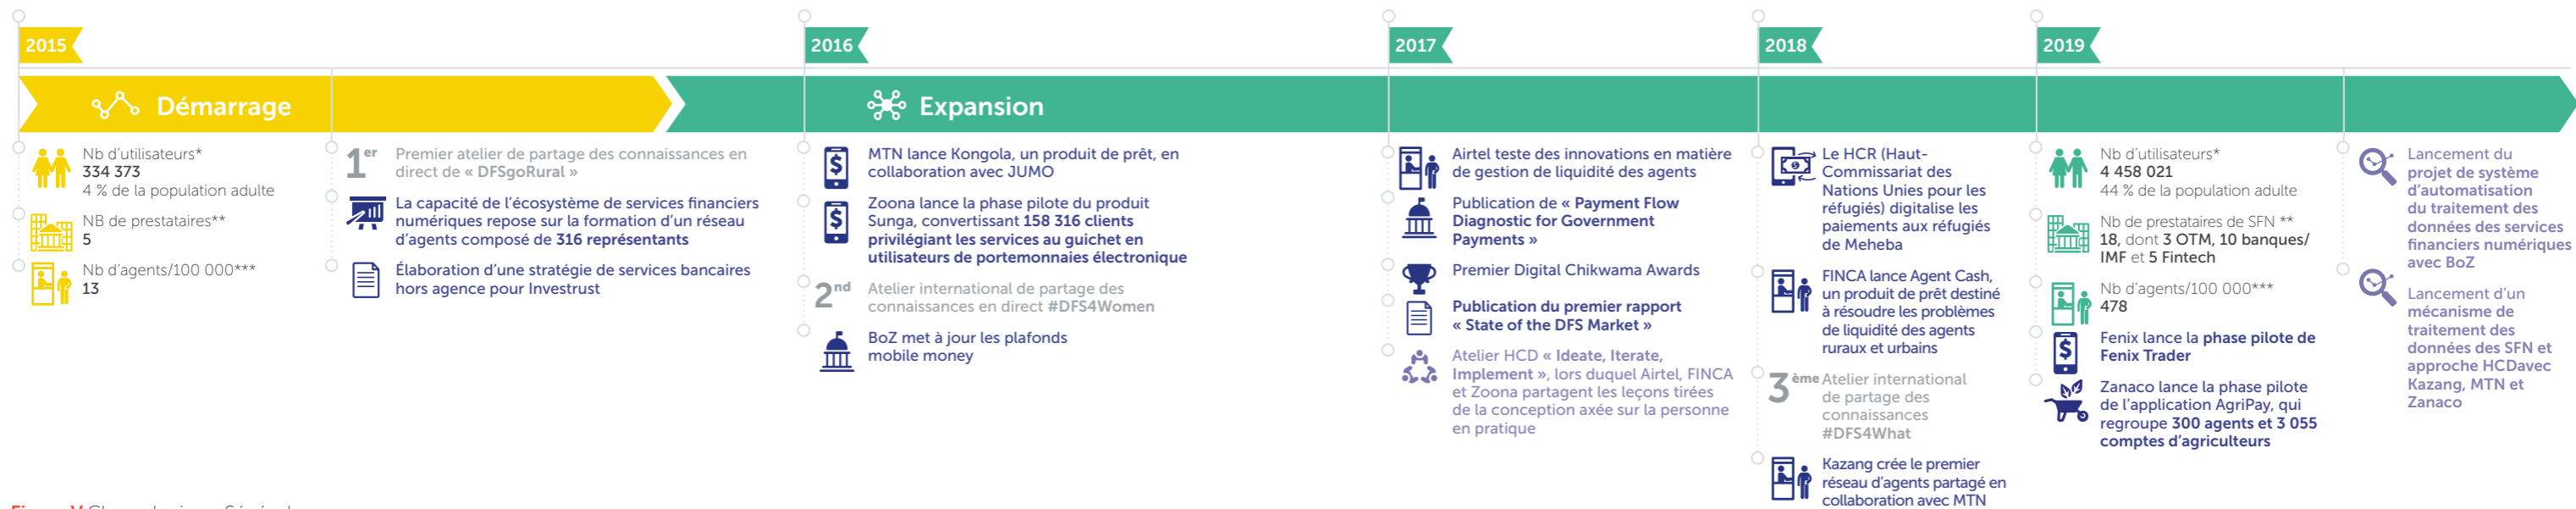 2015
2016
2017
2018
2019
Démarrage
Expansion
Nb d'utilisateurs*
334 373
4 % de la population adulte
NB de prestataires**
5
Nb d'agents/100 000***
13
1er
Premier atelier de partage des connaissances en
direct de « DFSgoRural »
La capacité de l'écosystème de services financiers
numériques repose sur la formation d'un réseau
d'agents composé de 316 représentants
Élaboration d'une stratégie de services bancaires
hors agence pour Investrust
MTN lance Kongola, un produit de prêt, en
collaboration avec JUMO
Zoona lance la phase pilote du produit
Sunga, convertissant 158 316 clients
privilégiant les services au guichet en
utilisateurs de portemonnaies électronique
2nd
Atelier international de partage des
connaissances en direct #DFS4Women
BoZ met à jour les plafonds
mobile money
Airtel teste des innovations en matière
de gestion de liquidité des agents
Publication de « Payment Flow
Diagnostic for Government
Payments »
Premier Digital Chikwama Awards
Publication du premier rapport
« State of the DFS Market »
Atelier HCD « Ideate, Iterate,
Implement », lors duquel Airtel, FINCA
et Zoona partagent les leçons tirées
de la conception axée sur la personne
en pratique
Le HCR (Haut-
Commissariat des
Nations Unies pour les
réfugiés) digitalise les
paiements aux réfugiés
de Meheba
FINCA lance Agent Cash,
un produit de prêt destiné
à résoudre les problèmes
de liquidité des agents
ruraux et urbains
3ème
Atelier international
de partage des
connaissances
#DFS4What
Kazang crée le premier
réseau d'agents partagé en
collaboration avec MTN
Nb d'utilisateurs*
4 458 021
44 % de la population adulte
Nb de prestataires de SFN **
18, dont 3 OTM, 10 banques/
IMF et 5 Fintech
Nb d'agents/100 000***
478
Fenix lance la phase pilote de
Fenix Trader
Zanaco lance la phase pilote
de l'application AgriPay, qui
regroupe 300 agents et 3 055
comptes d'agriculteurs
Lancement du
projet de système
d'automatisation
du traitement des
données des services
financiers numériques
avec BoZ
Lancement d'un
mécanisme de
traitement des
données des SFN et
approche HCDavec
Kazang, MTN et
Zanaco